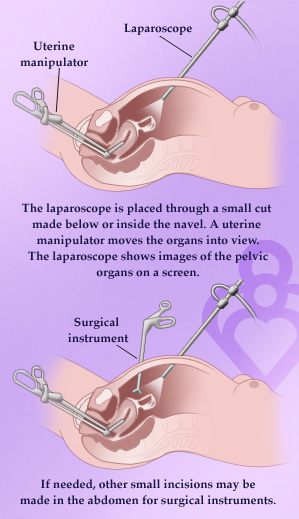 Laparoscope
Uterine
manipulator
The laparoscope is placed through a small cut
made below or inside the navel. A uterine
manipulator moves the organs into view.
The laparoscope shows images of the pelvic
organs on a screen.
Surgical
instrument
If needed, other small incisions may be
made in the abdomen for surgical instruments.